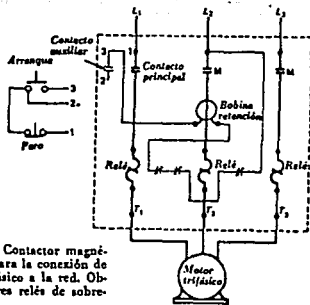 L₁
L₂
L₃
Contacto
auxiliar
3
1
2
Contacto
principal
M
M
Arranque
3
2
1
Paro
Bobina
retención
Relé
Relé
Relé
T₁
T₂
T₃
Motor
trifásico
Contactor magné-
ara la conexión de
ásico a la red. Ob-
res relés de sobre-